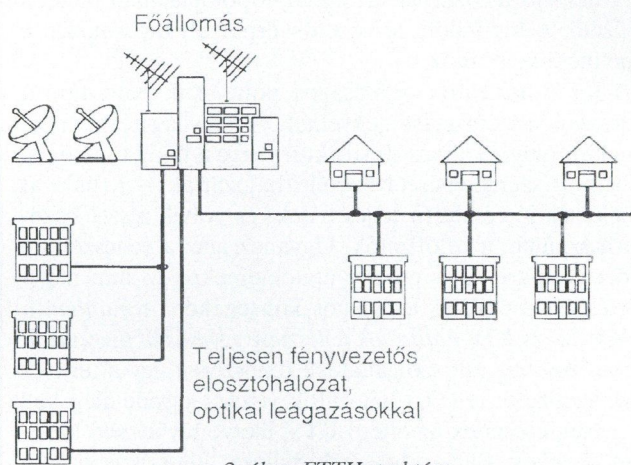 Főállomás
Teljesen fényvezetős
elosztóhálózat,
optikai leágazásokkal